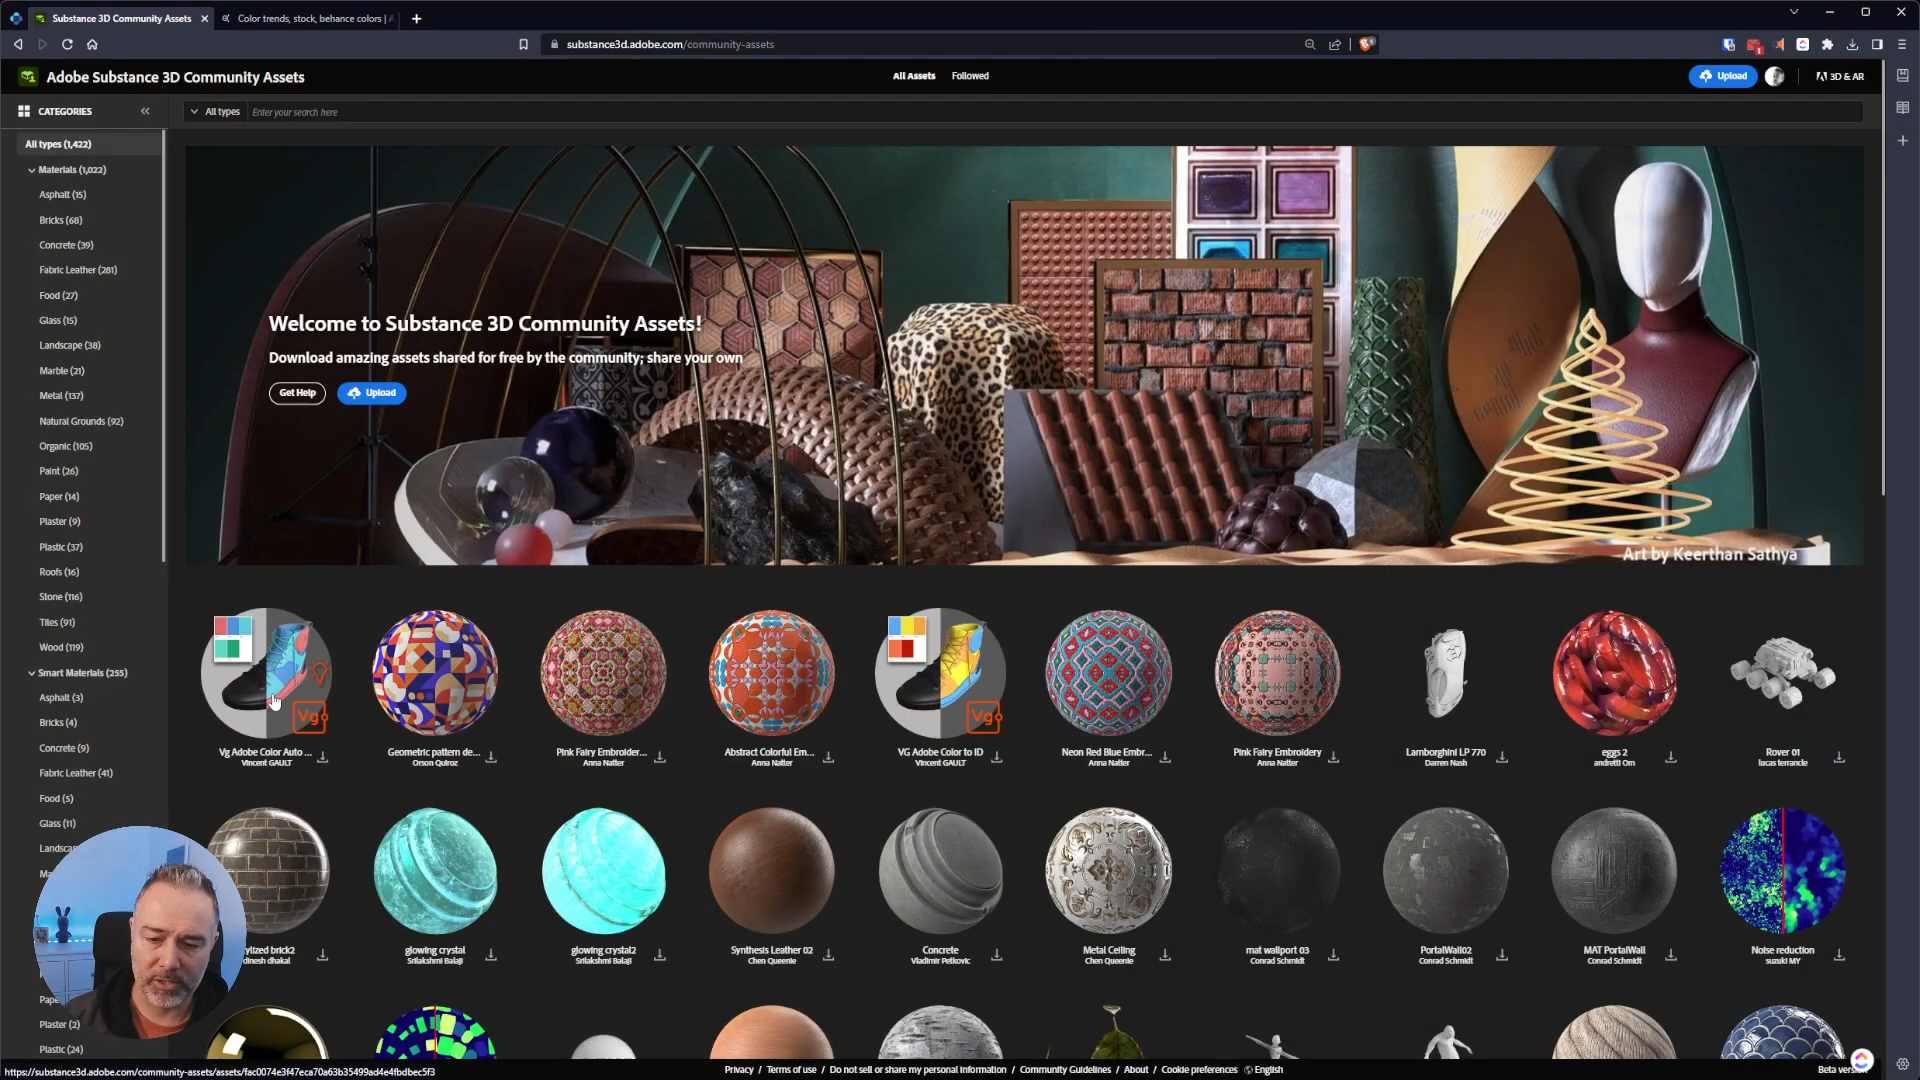 Substance 3D Community Assets
Color trends, stock, behance colors | A
substance3d.adobe.com/community-assets
Adobe Substance 3D Community Assets
All Assets
Followed
Upload
3D & AR
CATEGORIES
All types
Enter your search here
All types (1,422)
Materials (1,022)
Asphalt (15)
Bricks (68)
Concrete (39)
Fabric Leather (281)
Food (27)
Glass (15)
Landscape (38)
Marble (21)
Metal (137)
Natural Grounds (92)
Organic (105)
Paint (26)
Paper (14)
Plaster (9)
Plastic (37)
Roofs (16)
Stone (116)
Tiles (91)
Wood (119)
Smart Materials (255)
Asphalt (3)
Bricks (4)
Concrete (9)
Fabric Leather (41)
Food (5)
Glass (11)
Landscap
Ma
Pape
Plaster (2)
Plastic (24)
Welcome to Substance 3D Community Assets!
Download amazing assets shared for free by the community; share your own
Get Help
Upload
Art by Keerthan Sathya
Vg
Vg
Vg Adobe Color Auto ...
Vincent GAULT
Geometric pattern de...
Orson Quiroz
Pink Fairy Embroider...
Anna Natter
Abstract Colorful Em...
Anna Natter
VG Adobe Color to ID
Vincent GAULT
Neon Red Blue Embr...
Anna Natter
Pink Fairy Embroidery
Anna Natter
Lamborghini LP 770
Darren Nash
eggs 2
andretti Om
Rover 01
lucas terrancle
ylized brick2
dinesh dhakal
glowing crystal
Srilakshmi Balaji
glowing crystal2
Srilakshmi Balaji
Synthesis Leather 02
Chen Queenie
Concrete
Vladimir Petkovic
Metal Ceiling
Chen Queenie
mat wallport 03
Conrad Schmidt
PortalWall02
Conrad Schmidt
MAT PortalWall
Conrad Schmidt
Noise reduction
suzuki MY
https://substance3d.adobe.com/community-assets/assets/fac0074e3f47eca70a63b35499ad4e4fbdbec5f3
Privacy / Terms of use / Do not sell or share my personal information / Community Guidelines / About / Cookie preferences English
Beta versi